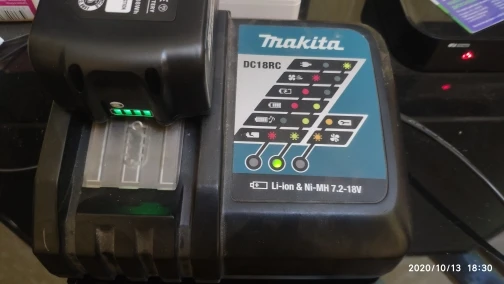 makita
DC18RC
Li-ion & Ni-MH 7.2-18V
2020/10/13 18:30